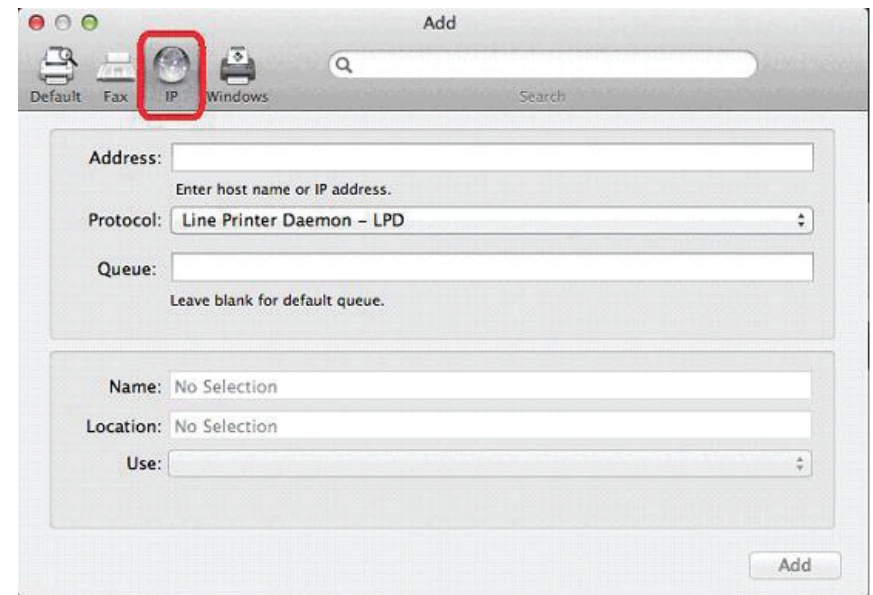 Add
Default Fax IP Windows
Search
Address:
Enter host name or IP address.
Protocol: Line Printer Daemon – LPD
Queue:
Leave blank for default queue.
Name: No Selection
Location: No Selection
Use:
Add